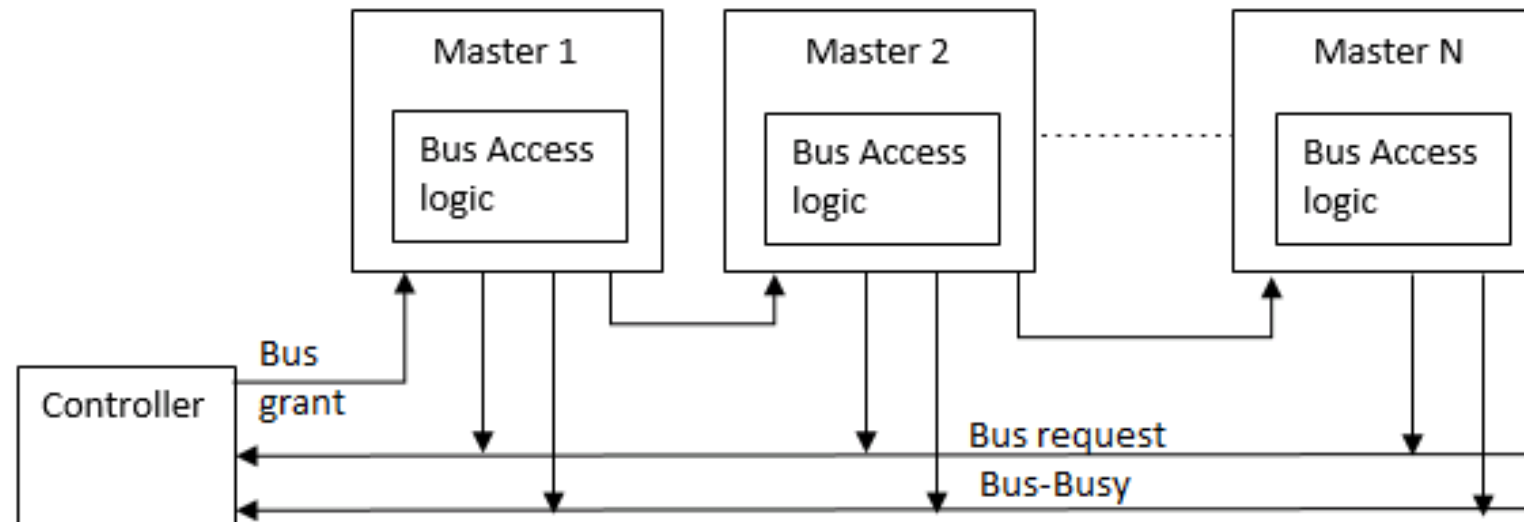 Master 1
Master 2
Master N
Bus Access
logic
Bus Access
logic
Bus Access
logic
Bus
grant
Controller
Bus request
Bus-Busy